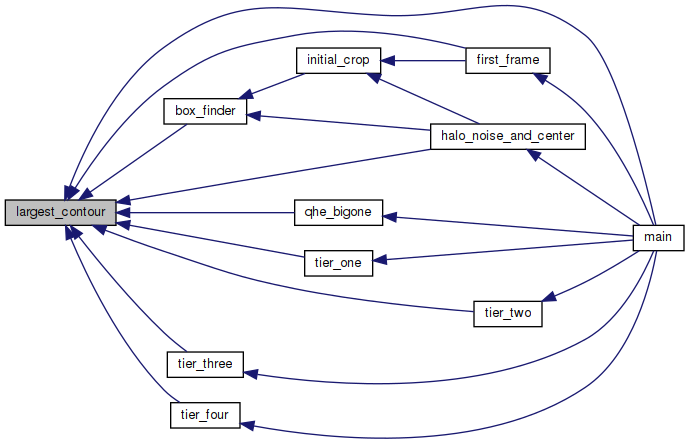 initial_crop
first_frame
box_finder
halo_noise_and_center
largest_contour
qhe_bigone
main
tier_one
tier_two
tier_three
tier_four